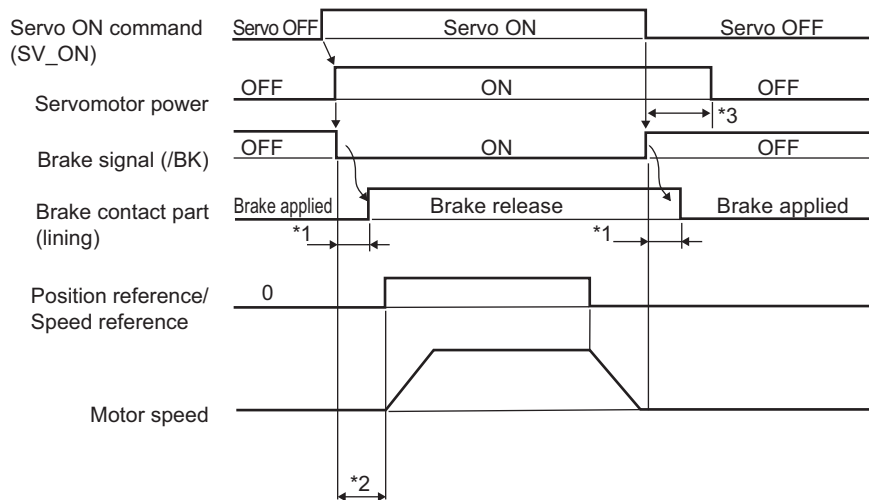 Servo ON command
(SV_ON)
Servo OFF
Servo ON
Servo OFF
Servomotor power
OFF
ON
OFF
*3
Brake signal (/BK)
OFF
ON
OFF
Brake contact part
(lining)
Brake applied
Brake release
Brake applied
*1
*1
Position reference/
Speed reference
0
Motor speed
*2